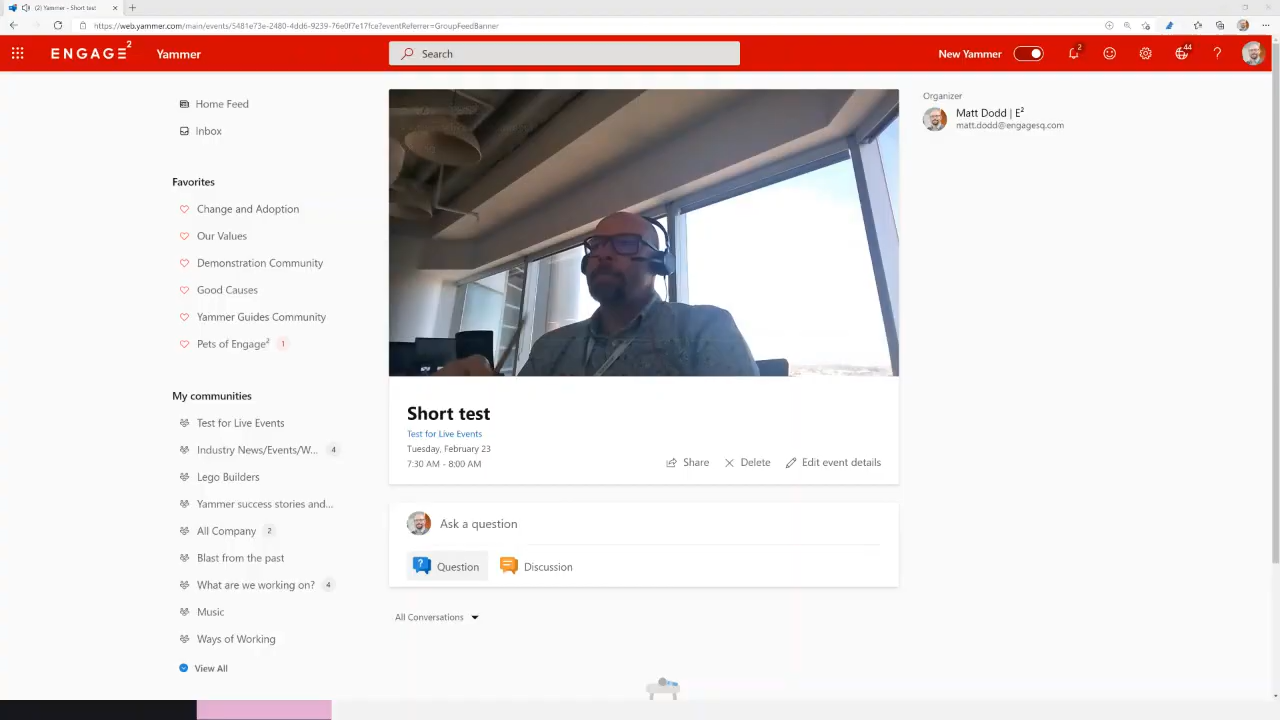 (2) Yammer - Short test
https://web.yammer.com/main/events/5481e73e-2480-4dd6-9239-76e0f7e17fce?eventReferrer=GroupFeedBanner
ENGAGE2 Yammer Search New Yammer 2 44 ?
Home Feed
Inbox
Favorites
Change and Adoption
Our Values
Demonstration Community
Good Causes
Yammer Guides Community
Pets of Engage² 1
My communities
Test for Live Events
Industry News/Events/W... 4
Lego Builders
Yammer success stories and...
All Company 2
Blast from the past
What are we working on? 4
Music
Ways of Working
View All
Short test
Test for Live Events
Tuesday, February 23
7:30 AM - 8:00 AM
Share Delete Edit event details
Ask a question
Question Discussion
All Conversations
Organizer
Matt Dodd | E²
matt.dodd@engagesq.com